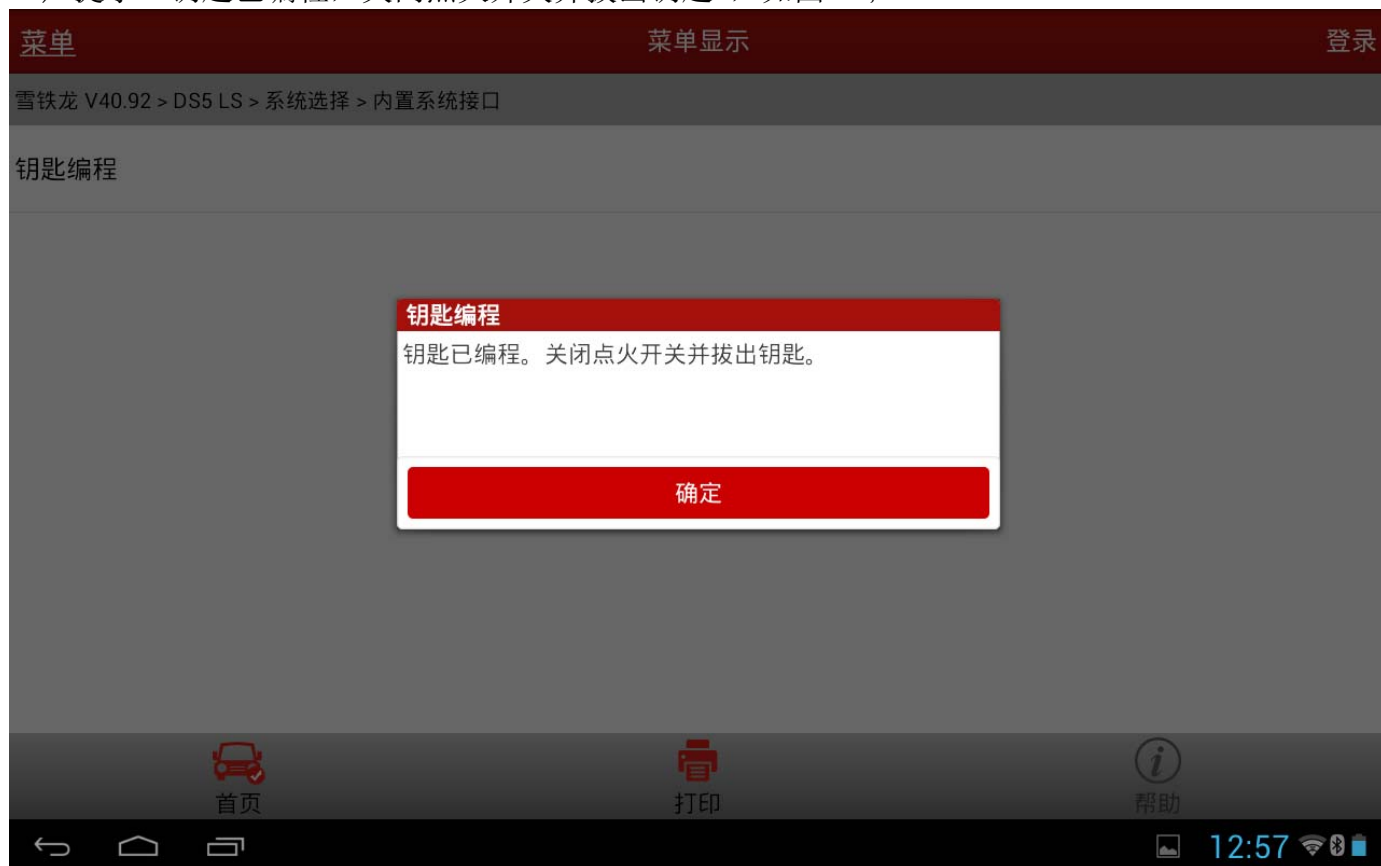 菜单
菜单显示
登录
雪铁龙 V40.92 > DS5 LS > 系统选择 > 内置系统接口
钥匙编程
钥匙编程
钥匙已编程。关闭点火开关并拔出钥匙。
确定
首页
打印
帮助
12:57